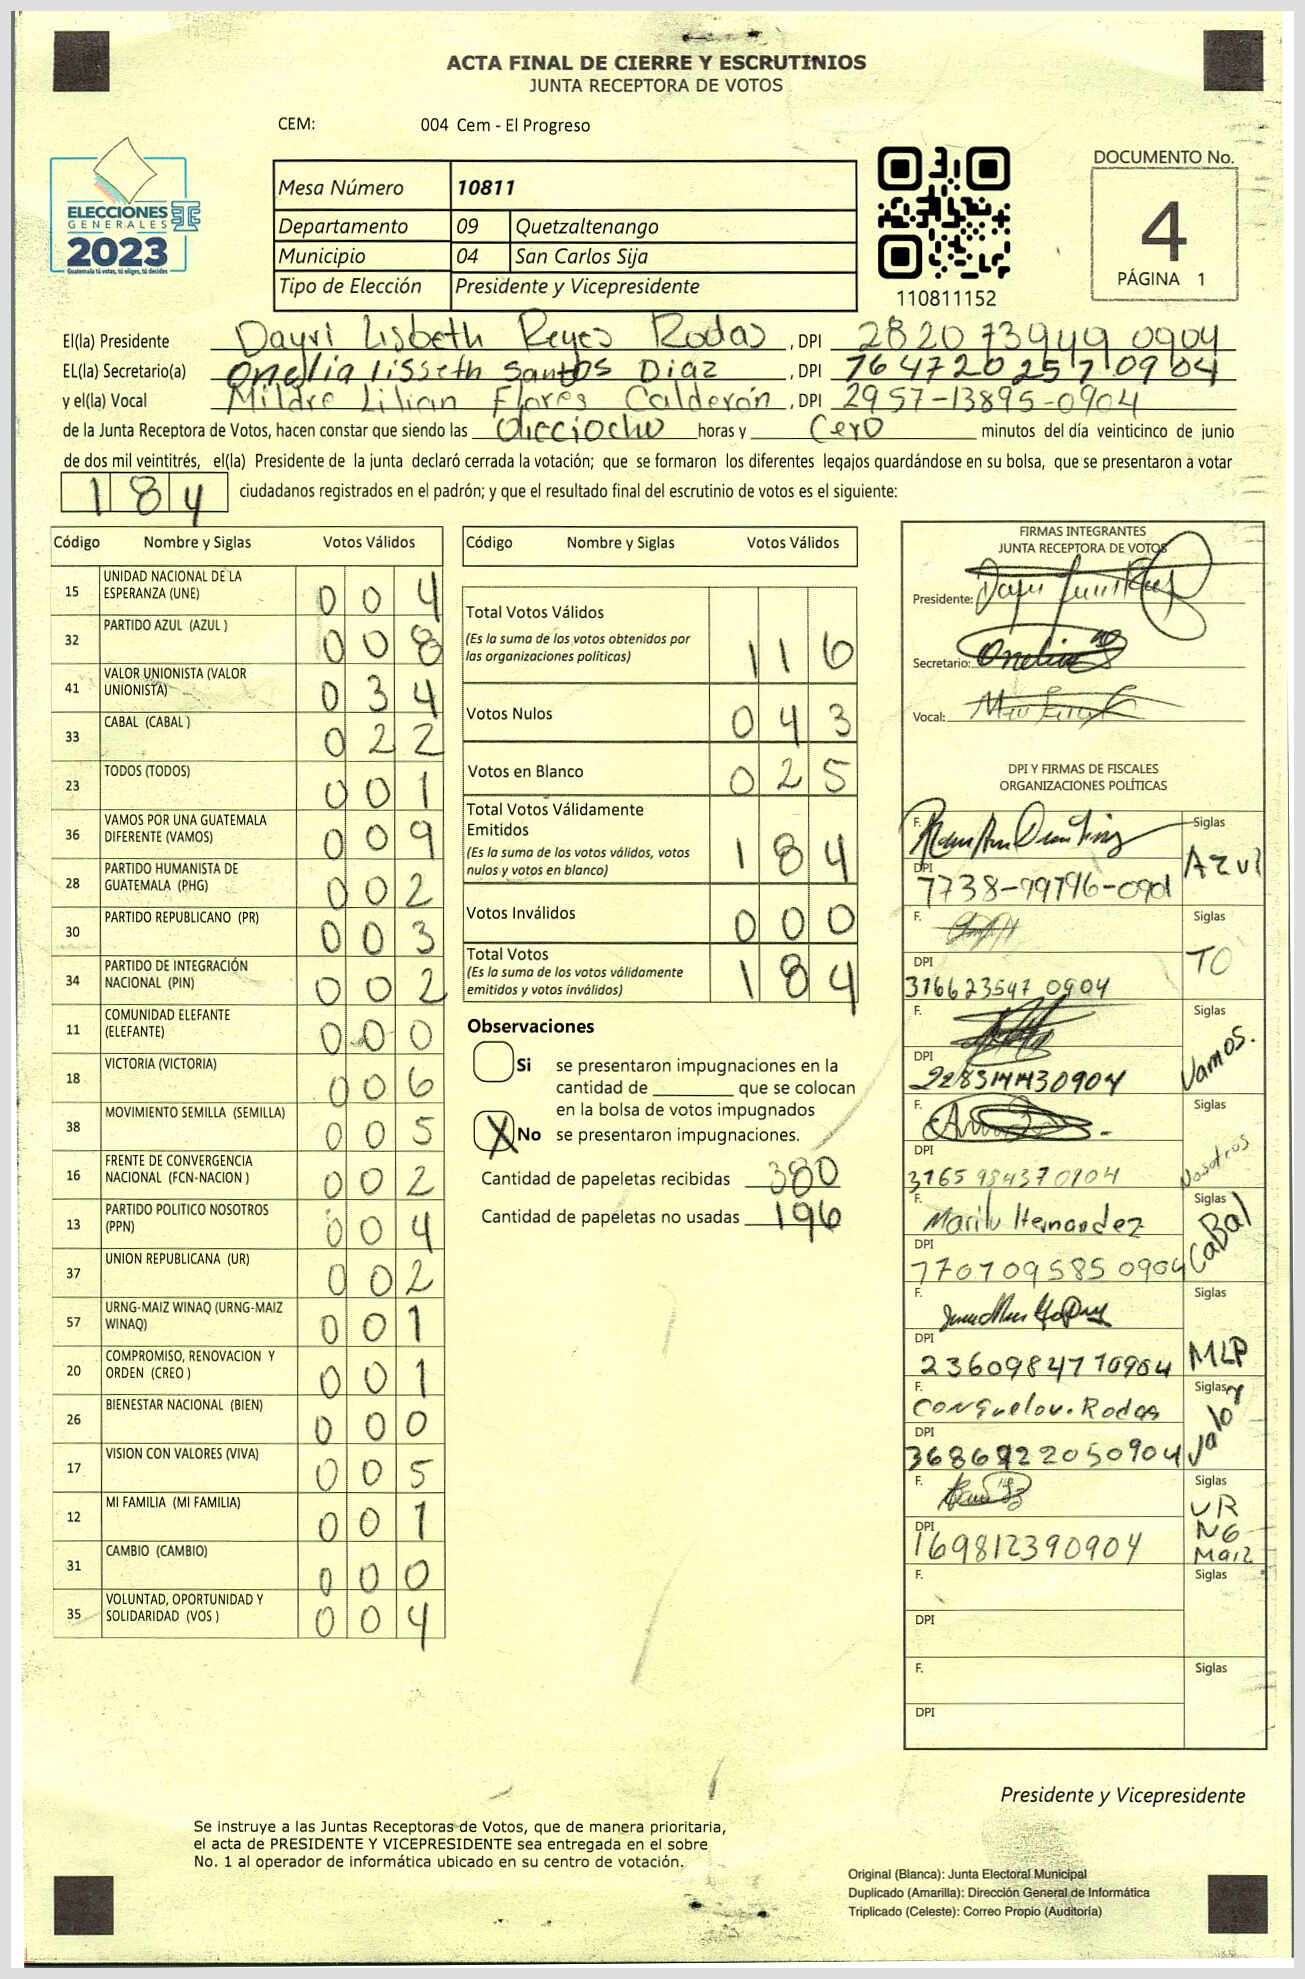 ACTA FINAL DE CIERRE Y ESCRUTINIOS
JUNTA RECEPTORA DE VOTOS
CEM: 004 Cem - El Progreso
ELECCIONES
GENERALES
2023
Guatemala tú votas, tú eliges, tú decides
Mesa Número 10811
Departamento 09 Quetzaltenango
Municipio 04 San Carlos Sija
Tipo de Elección Presidente y Vicepresidente
110811152
DOCUMENTO No.
4
PÁGINA 1
El(la) Presidente Dayri Lisbeth Reyes Rodas, DPI 2820 73949 0904
EL(la) Secretario(a) Onelia Lisseth Santos Diaz, DPI 7647 20257 0904
y el(la) Vocal Mildre Lilian Flores Calderón, DPI 2957-13895-0904
de la Junta Receptora de Votos, hacen constar que siendo las Dieciocho horas y Cero minutos del día veinticinco de junio
de dos mil veintitrés, el(la) Presidente de la junta declaró cerrada la votación; que se formaron los diferentes legajos guardándose en su bolsa, que se presentaron a votar
184 ciudadanos registrados en el padrón; y que el resultado final del escrutinio de votos es el siguiente:
Código Nombre y Siglas Votos Válidos
15 UNIDAD NACIONAL DE LA ESPERANZA (UNE) 004
32 PARTIDO AZUL (AZUL ) 008
41 VALOR UNIONISTA (VALOR UNIONISTA) 034
33 CABAL (CABAL ) 022
23 TODOS (TODOS) 001
36 VAMOS POR UNA GUATEMALA DIFERENTE (VAMOS) 009
28 PARTIDO HUMANISTA DE GUATEMALA (PHG) 002
30 PARTIDO REPUBLICANO (PR) 003
34 PARTIDO DE INTEGRACIÓN NACIONAL (PIN) 002
11 COMUNIDAD ELEFANTE (ELEFANTE) 000
18 VICTORIA (VICTORIA) 006
38 MOVIMIENTO SEMILLA (SEMILLA) 005
16 FRENTE DE CONVERGENCIA NACIONAL (FCN-NACION ) 002
13 PARTIDO POLITICO NOSOTROS (PPN) 004
37 UNION REPUBLICANA (UR) 002
57 URNG-MAIZ WINAQ (URNG-MAIZ WINAQ) 001
20 COMPROMISO, RENOVACION Y ORDEN (CREO ) 001
26 BIENESTAR NACIONAL (BIEN) 000
17 VISION CON VALORES (VIVA) 005
12 MI FAMILIA (MI FAMILIA) 001
31 CAMBIO (CAMBIO) 000
35 VOLUNTAD, OPORTUNIDAD Y SOLIDARIDAD (VOS ) 004
Código Nombre y Siglas Votos Válidos
Total Votos Válidos
(Es la suma de los votos obtenidos por
las organizaciones politicas) 116
Votos Nulos 043
Votos en Blanco 025
Total Votos Válidamente
Emitidos
(Es la suma de los votos válidos, votos
nulos y votos en blanco) 184
Votos Inválidos 000
Total Votos
(Es la suma de los votos válidamente
emitidos y votos inválidos) 184
Observaciones
Si se presentaron impugnaciones en la
cantidad de ________ que se colocan
en la bolsa de votos impugnados
X No se presentaron impugnaciones.
Cantidad de papeletas recibidas 380
Cantidad de papeletas no usadas 196
FIRMAS INTEGRANTES
JUNTA RECEPTORA DE VOTOS
Presidente:
Secretario: Onelia
Vocal:
DPI Y FIRMAS DE FISCALES
ORGANIZACIONES POLÍTICAS
F. Siglas
Azul
DPI
7738-79796-0901
F. Siglas
TO
DPI
316623547 0904
F. Siglas
Vamos.
DPI
F. Siglas
Nosotros
DPI
3165 98437 0904
F. Marilu Hernandez Siglas
CaBal
DPI
770709585 0904
F. Siglas
MLP
DPI
2360984770904
F. Rodas Siglas
Valor
DPI
F. Siglas
UR
NG
Maiz
DPI
169812390904
F. Siglas
DPI
F. Siglas
DPI
Presidente y Vicepresidente
Se instruye a las Juntas Receptoras de Votos, que de manera prioritaria,
el acta de PRESIDENTE Y VICEPRESIDENTE sea entregada en el sobre
No. 1 al operador de informática ubicado en su centro de votación.
Original (Blanca): Junta Electoral Municipal
Duplicado (Amarilla): Dirección General de Informática
Triplicado (Celeste): Correo Propio (Auditoría)